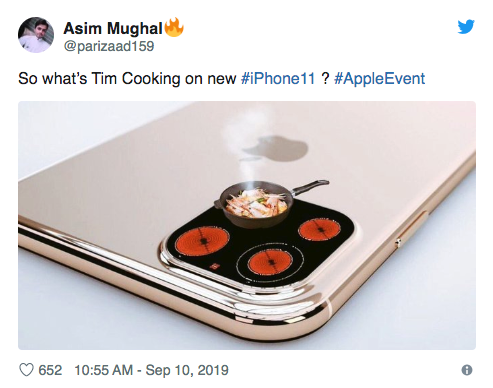 Asim Mughal🔥
@parizaad159
So what's Tim Cooking on new #iPhone11 ? #AppleEvent
652 10:55 AM - Sep 10, 2019